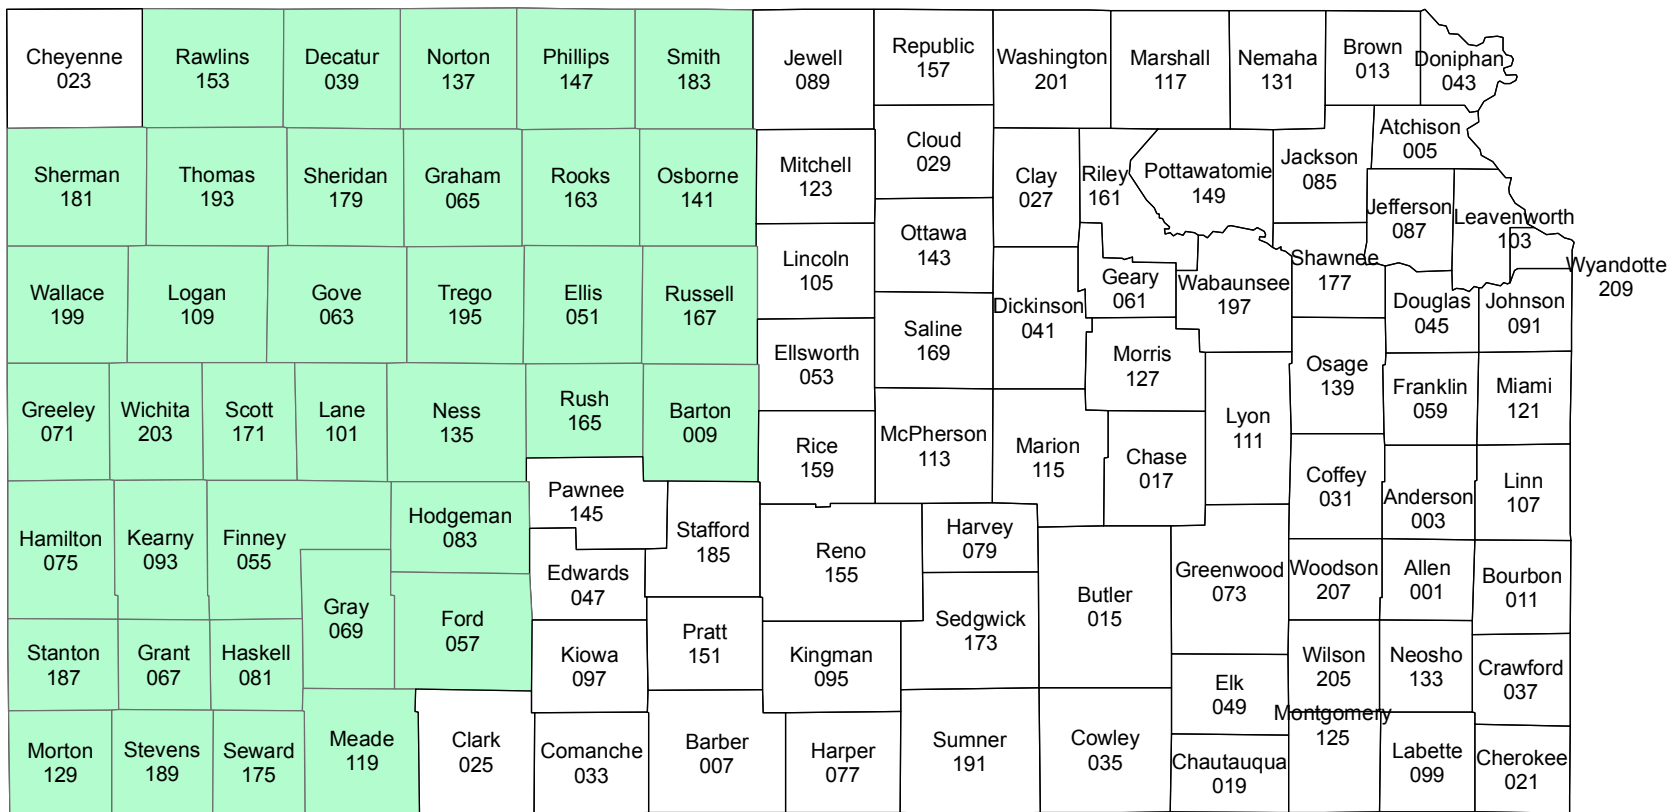 Cheyenne
023
Rawlins
153
Decatur
039
Norton
137
Phillips
147
Smith
183
Jewell
089
Republic
157
Washington
201
Marshall
117
Nemaha
131
Brown
013
Doniphan
043
Sherman
181
Thomas
193
Sheridan
179
Graham
065
Rooks
163
Osborne
141
Mitchell
123
Cloud
029
Clay
027
Riley
161
Pottawatomie
149
Jackson
085
Atchison
005
Jefferson
087
Leavenworth
103
Wyandotte
209
Wallace
199
Logan
109
Gove
063
Trego
195
Ellis
051
Russell
167
Lincoln
105
Ottawa
143
Dickinson
041
Geary
061
Wabaunsee
197
Shawnee
177
Douglas
045
Johnson
091
Ellsworth
053
Saline
169
Morris
127
Osage
139
Franklin
059
Miami
121
Greeley
071
Wichita
203
Scott
171
Lane
101
Ness
135
Rush
165
Barton
009
Rice
159
McPherson
113
Marion
115
Chase
017
Lyon
111
Coffey
031
Anderson
003
Linn
107
Hamilton
075
Kearny
093
Finney
055
Hodgeman
083
Pawnee
145
Stafford
185
Reno
155
Harvey
079
Edwards
047
Gray
069
Ford
057
Sedgwick
173
Butler
015
Greenwood
073
Woodson
207
Allen
001
Bourbon
011
Stanton
187
Grant
067
Haskell
081
Kiowa
097
Pratt
151
Kingman
095
Elk
049
Wilson
205
Neosho
133
Crawford
037
Morton
129
Stevens
189
Seward
175
Meade
119
Clark
025
Comanche
033
Barber
007
Harper
077
Sumner
191
Cowley
035
Chautauqua
019
Montgomery
125
Labette
099
Cherokee
021